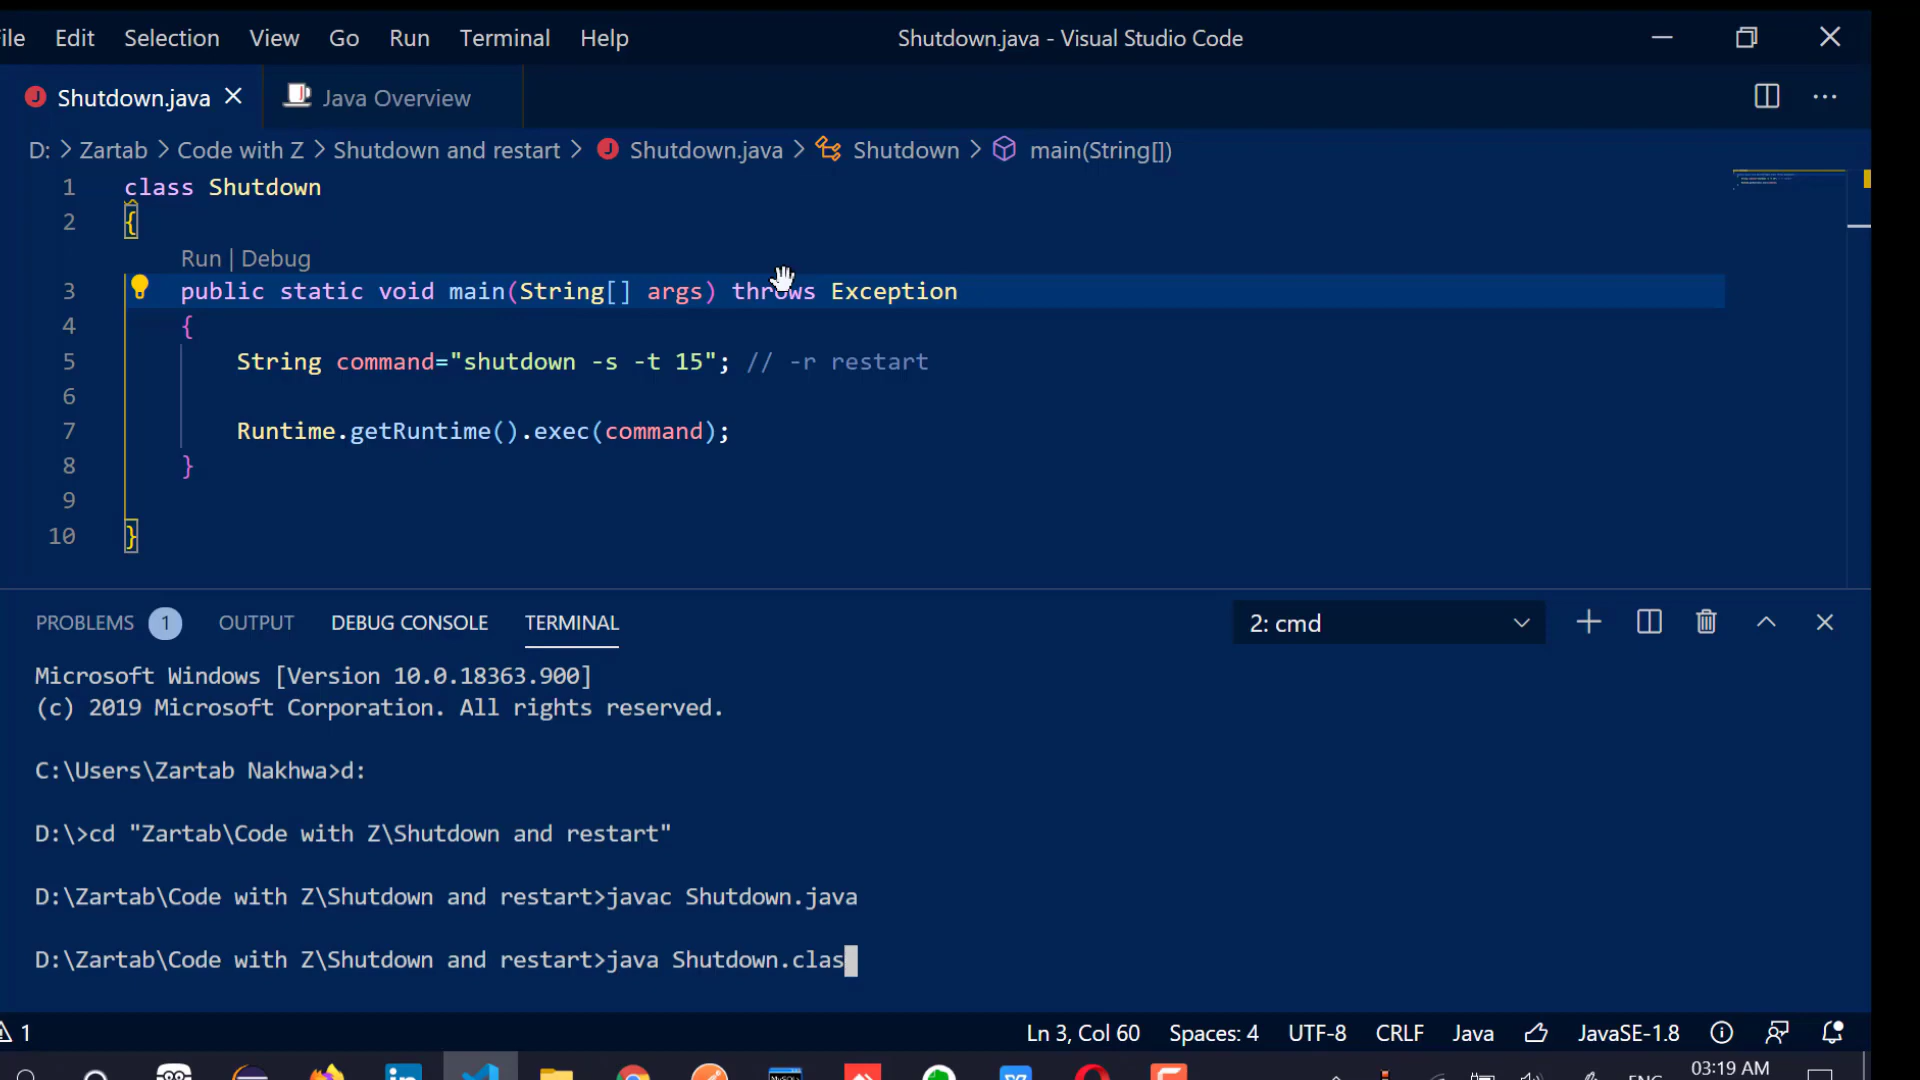 ile Edit Selection View Go Run Terminal Help Shutdown.java - Visual Studio Code
Shutdown.java Java Overview
D: > Zartab > Code with Z > Shutdown and restart > Shutdown.java > Shutdown > main(String[])
1 class Shutdown
2 {
Run | Debug
3 public static void main(String[] args) throws Exception
4 {
5 String command="shutdown -s -t 15"; // -r restart
6
7 Runtime.getRuntime().exec(command);
8 }
9
10 }
PROBLEMS 1 OUTPUT DEBUG CONSOLE TERMINAL 2: cmd
Microsoft Windows [Version 10.0.18363.900]
(c) 2019 Microsoft Corporation. All rights reserved.
C:\Users\Zartab Nakhwa>d:
D:\>cd "Zartab\Code with Z\Shutdown and restart"
D:\Zartab\Code with Z\Shutdown and restart>javac Shutdown.java
D:\Zartab\Code with Z\Shutdown and restart>java Shutdown.clas
1 Ln 3, Col 60 Spaces: 4 UTF-8 CRLF Java JavaSE-1.8
ENG 03:19 AM